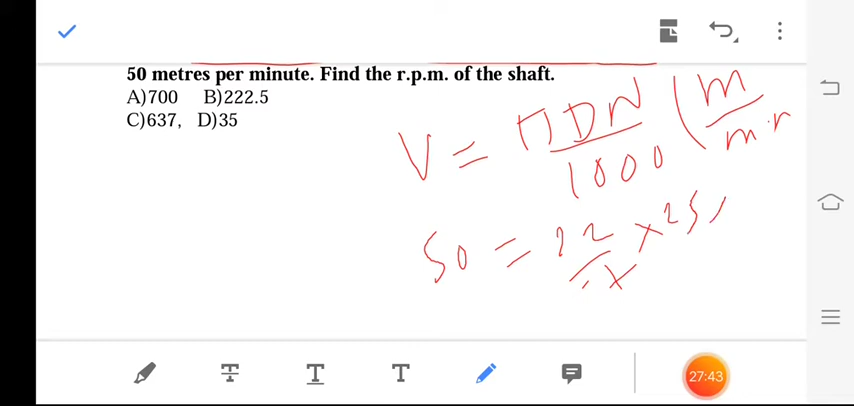 50 metres per minute. Find the r.p.m. of the shaft.
A)700 B)222.5
C)637, D)35
V = ΠDN/1000 (m/min
50 = 22/7 × 25
T T T
27:43